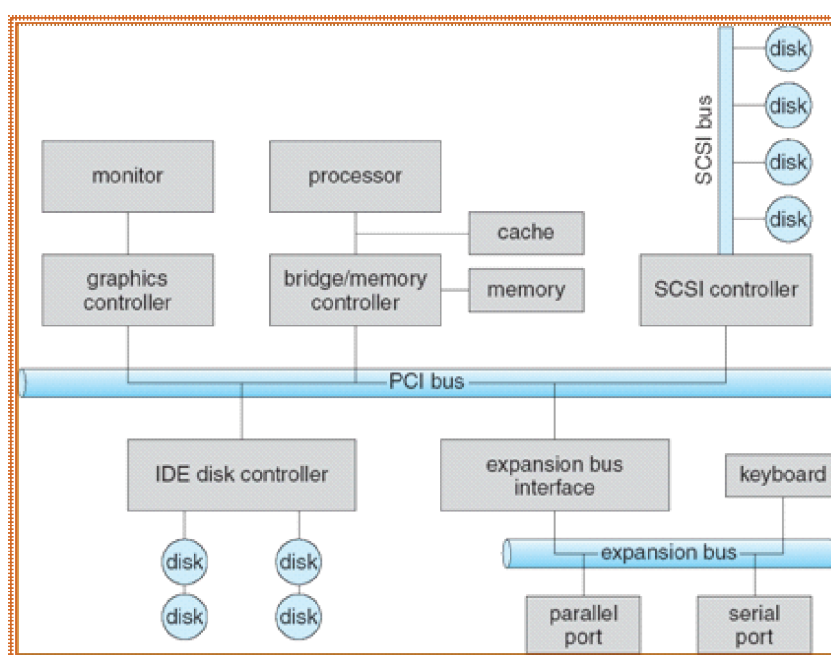 disk
disk
disk
disk
SCSI bus
monitor
processor
cache
graphics
controller
bridge/memory
controller
memory
SCSI controller
PCI bus
IDE disk controller
expansion bus
interface
keyboard
disk
disk
expansion bus
disk
disk
parallel
port
serial
port